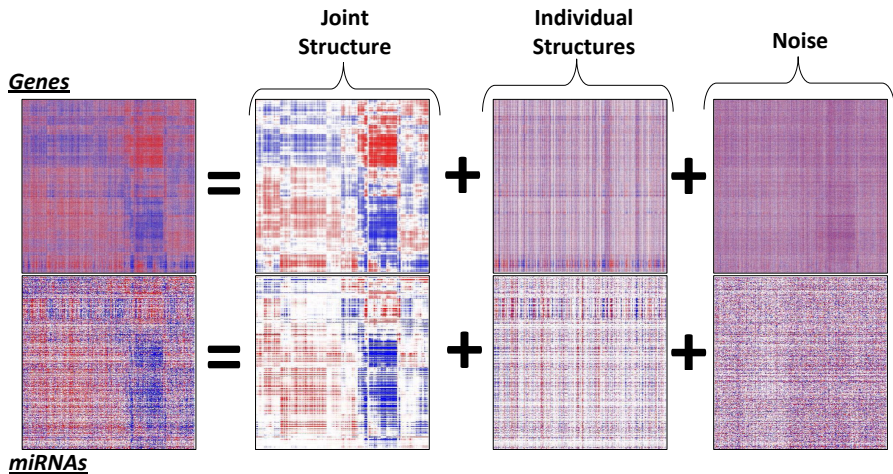 Joint
Structure
Individual
Structures
Noise
Genes
=
+
+
=
+
+
miRNAs